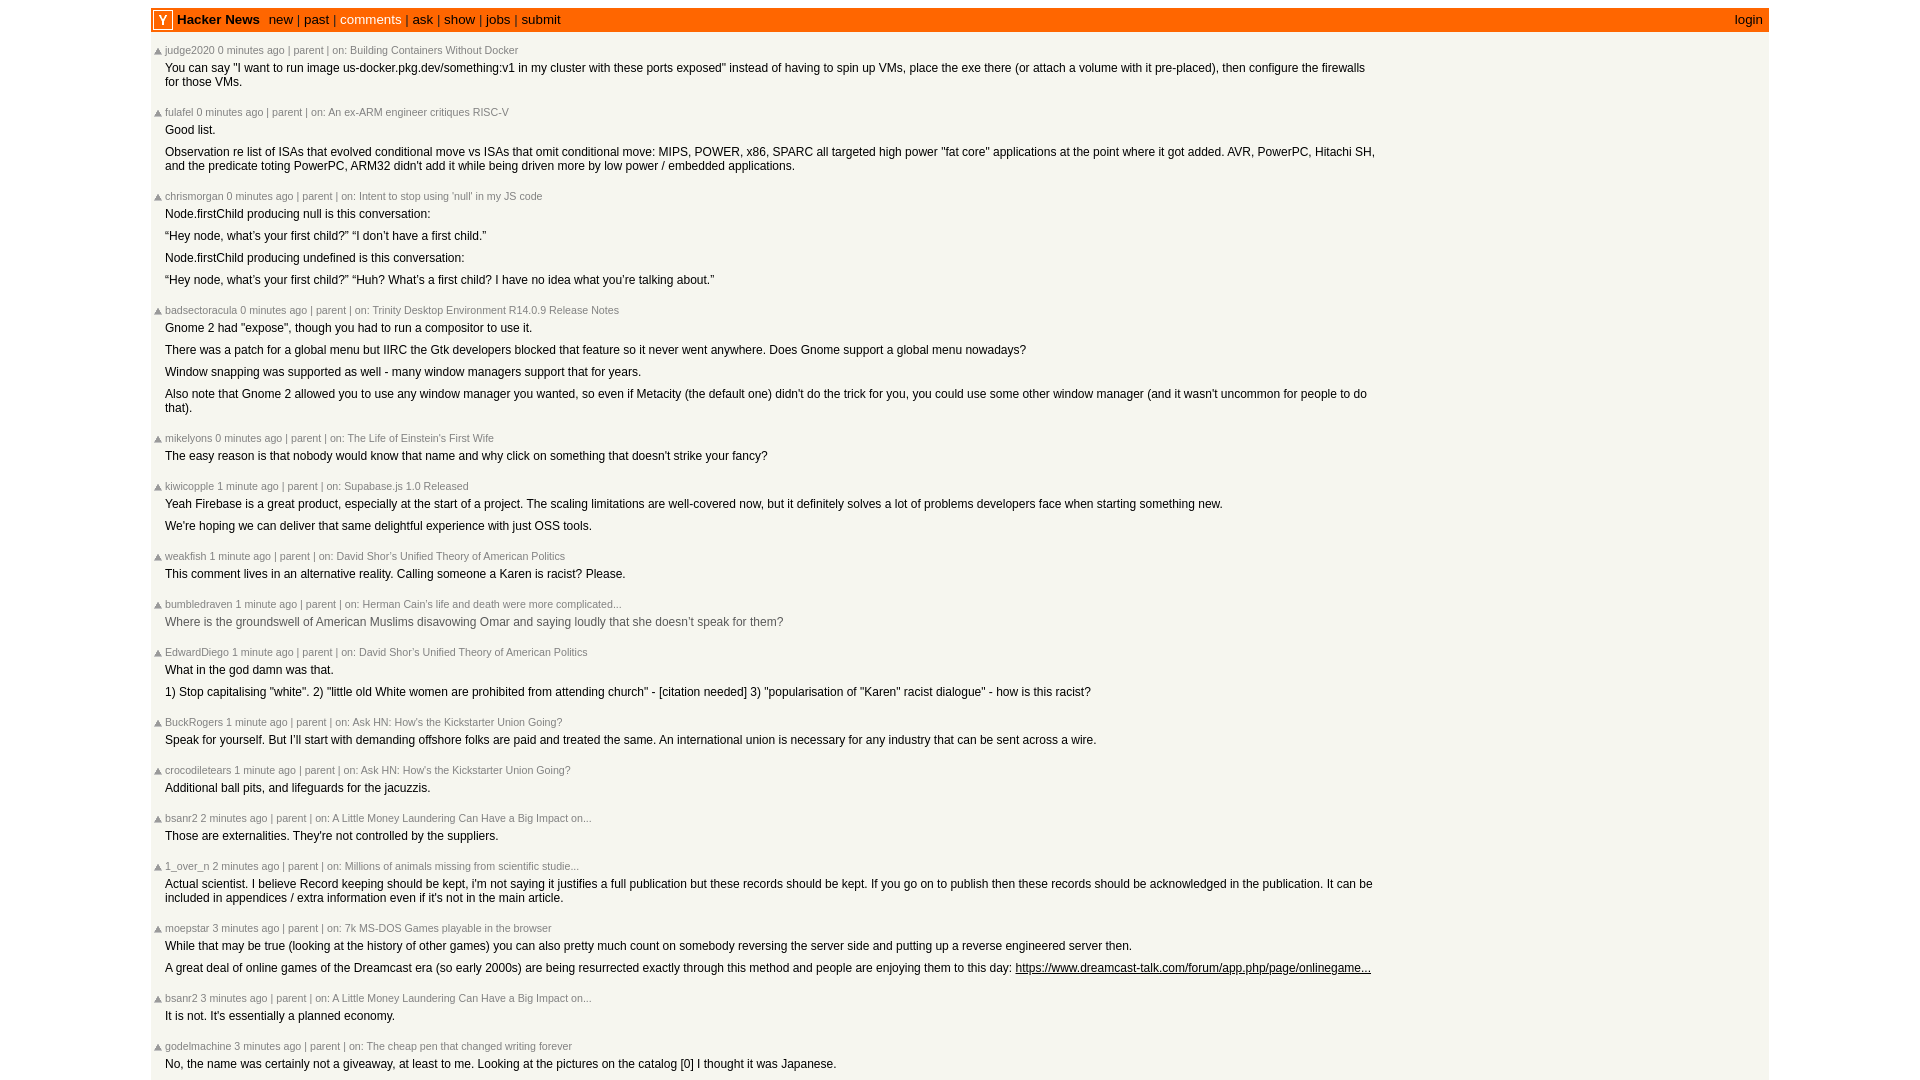 Y Hacker News new | past | comments | ask | show | jobs | submit login
judge2020 0 minutes ago | parent | on: Building Containers Without Docker
You can say "I want to run image us-docker.pkg.dev/something:v1 in my cluster with these ports exposed" instead of having to spin up VMs, place the exe there (or attach a volume with it pre-placed), then configure the firewalls
for those VMs.
fulafel 0 minutes ago | parent | on: An ex-ARM engineer critiques RISC-V
Good list.
Observation re list of ISAs that evolved conditional move vs ISAs that omit conditional move: MIPS, POWER, x86, SPARC all targeted high power "fat core" applications at the point where it got added. AVR, PowerPC, Hitachi SH,
and the predicate toting PowerPC, ARM32 didn't add it while being driven more by low power / embedded applications.
chrismorgan 0 minutes ago | parent | on: Intent to stop using 'null' in my JS code
Node.firstChild producing null is this conversation:
“Hey node, what’s your first child?” “I don’t have a first child.”
Node.firstChild producing undefined is this conversation:
“Hey node, what’s your first child?” “Huh? What’s a first child? I have no idea what you’re talking about.”
badsectoracula 0 minutes ago | parent | on: Trinity Desktop Environment R14.0.9 Release Notes
Gnome 2 had "expose", though you had to run a compositor to use it.
There was a patch for a global menu but IIRC the Gtk developers blocked that feature so it never went anywhere. Does Gnome support a global menu nowadays?
Window snapping was supported as well - many window managers support that for years.
Also note that Gnome 2 allowed you to use any window manager you wanted, so even if Metacity (the default one) didn't do the trick for you, you could use some other window manager (and it wasn't uncommon for people to do
that).
mikelyons 0 minutes ago | parent | on: The Life of Einstein's First Wife
The easy reason is that nobody would know that name and why click on something that doesn't strike your fancy?
kiwicopple 1 minute ago | parent | on: Supabase.js 1.0 Released
Yeah Firebase is a great product, especially at the start of a project. The scaling limitations are well-covered now, but it definitely solves a lot of problems developers face when starting something new.
We're hoping we can deliver that same delightful experience with just OSS tools.
weakfish 1 minute ago | parent | on: David Shor’s Unified Theory of American Politics
This comment lives in an alternative reality. Calling someone a Karen is racist? Please.
bumbledraven 1 minute ago | parent | on: Herman Cain’s life and death were more complicated...
Where is the groundswell of American Muslims disavowing Omar and saying loudly that she doesn’t speak for them?
EdwardDiego 1 minute ago | parent | on: David Shor’s Unified Theory of American Politics
What in the god damn was that.
1) Stop capitalising "white". 2) "little old White women are prohibited from attending church" - [citation needed] 3) "popularisation of "Karen" racist dialogue" - how is this racist?
BuckRogers 1 minute ago | parent | on: Ask HN: How's the Kickstarter Union Going?
Speak for yourself. But I’ll start with demanding offshore folks are paid and treated the same. An international union is necessary for any industry that can be sent across a wire.
crocodiletears 1 minute ago | parent | on: Ask HN: How's the Kickstarter Union Going?
Additional ball pits, and lifeguards for the jacuzzis.
bsanr2 2 minutes ago | parent | on: A Little Money Laundering Can Have a Big Impact on...
Those are externalities. They're not controlled by the suppliers.
1_over_n 2 minutes ago | parent | on: Millions of animals missing from scientific studie...
Actual scientist. I believe Record keeping should be kept, i'm not saying it justifies a full publication but these records should be kept. If you go on to publish then these records should be acknowledged in the publication. It can be
included in appendices / extra information even if it's not in the main article.
moepstar 3 minutes ago | parent | on: 7k MS-DOS Games playable in the browser
While that may be true (looking at the history of other games) you can also pretty much count on somebody reversing the server side and putting up a reverse engineered server then.
A great deal of online games of the Dreamcast era (so early 2000s) are being resurrected exactly through this method and people are enjoying them to this day: https://www.dreamcast-talk.com/forum/app.php/page/onlinegame...
bsanr2 3 minutes ago | parent | on: A Little Money Laundering Can Have a Big Impact on...
It is not. It's essentially a planned economy.
godelmachine 3 minutes ago | parent | on: The cheap pen that changed writing forever
No, the name was certainly not a giveaway, at least to me. Looking at the pictures on the catalog [0] I thought it was Japanese.